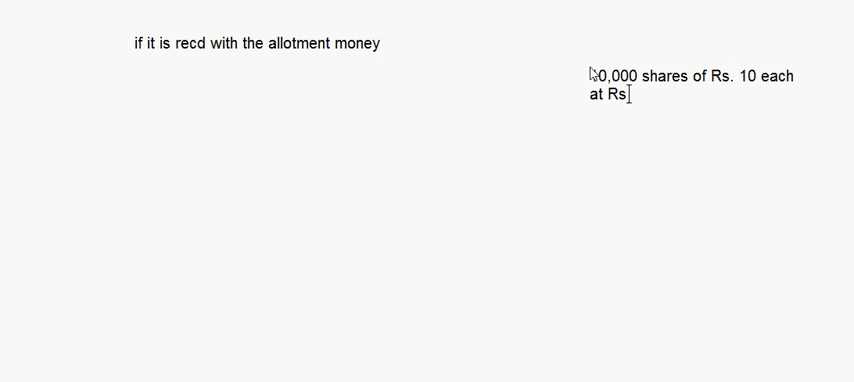 if it is recd with the allotment money
0,000 shares of Rs. 10 each
at Rs